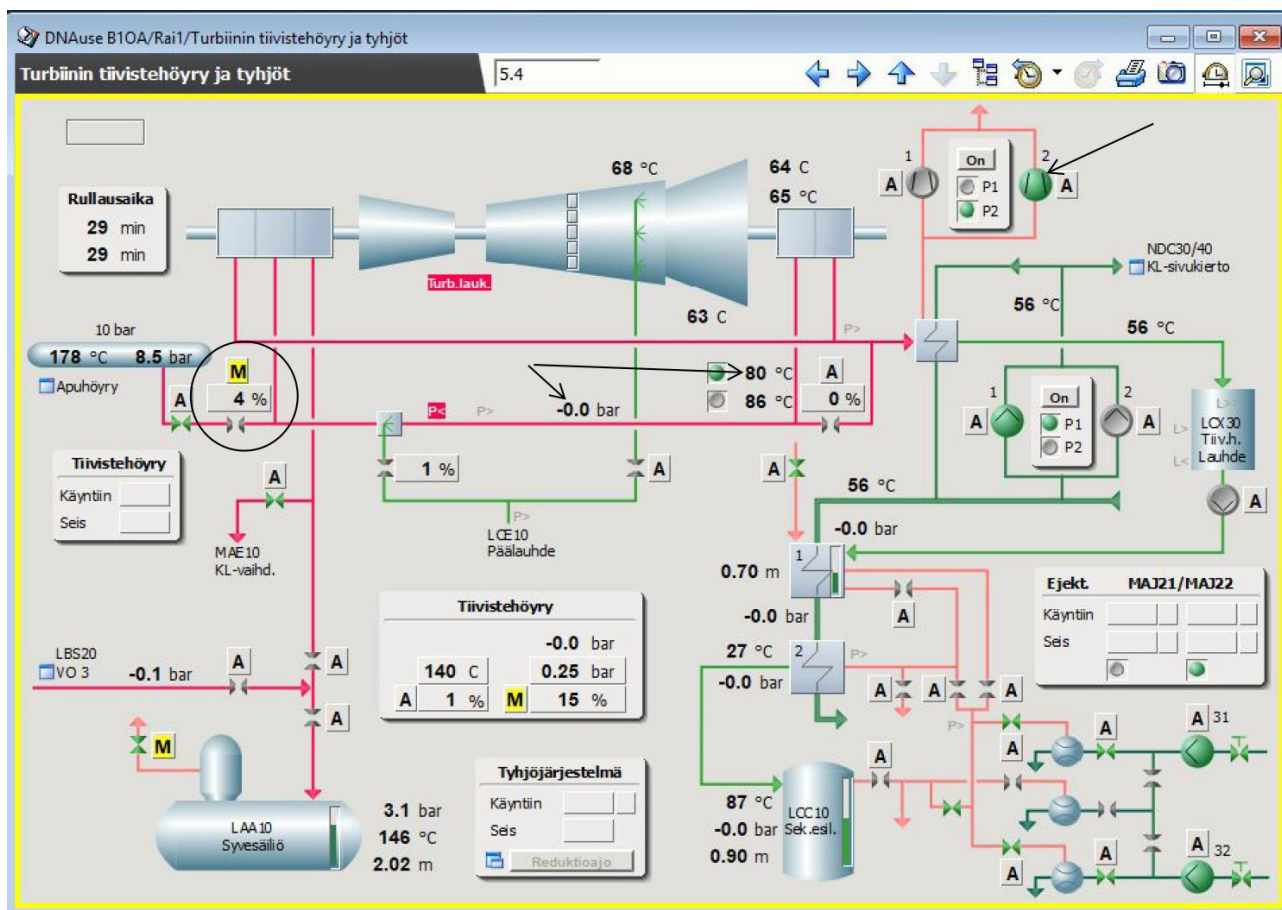 DNAuse B1OA/Rai1/Turbiinin tiivistehöyry ja tyhjöt
Turbiinin tiivistehöyry ja tyhjöt
5.4
Rullausaika
29 min
29 min
68 °C
64 C
65 °C
63 C
Turb.lauk.
1
2
A
A
On
P1
P2
NDC30/40
KL-sivukierto
56 °C
56 °C
10 bar
178 °C 8.5 bar
Apuhöyry
A
M
4 %
P<
P>
-0.0 bar
80 °C
86 °C
A
0 %
P>
1
2
A
A
On
P1
P2
L>>
L>
L<
LCX30
Tiiv.h.
Lauhde
A
Tiivistehöyry
Käyntiin
Seis
A
MAE10
KL-vaihd.
1 %
A
P>
LCE10
Päälauhde
A
56 °C
-0.0 bar
1
0.70 m
A
-0.0 bar
27 °C
2
P>
-0.0 bar
Ejekt. MAJ21/MAJ22
Käyntiin
Seis
LBS20
VO 3
-0.1 bar
A
A
A
Tiivistehöyry
-0.0 bar
140 C
0.25 bar
A 1 %
M 15 %
A
A
A
P>
M
LAA10
Syvesäiliö
3.1 bar
146 °C
2.02 m
Tyhjöjärjestelmä
Käyntiin
Seis
Reduktioajo
87 °C
-0.0 bar
0.90 m
LCC10
Sek.esil.
A
A
A
A 31
A
A
A 32